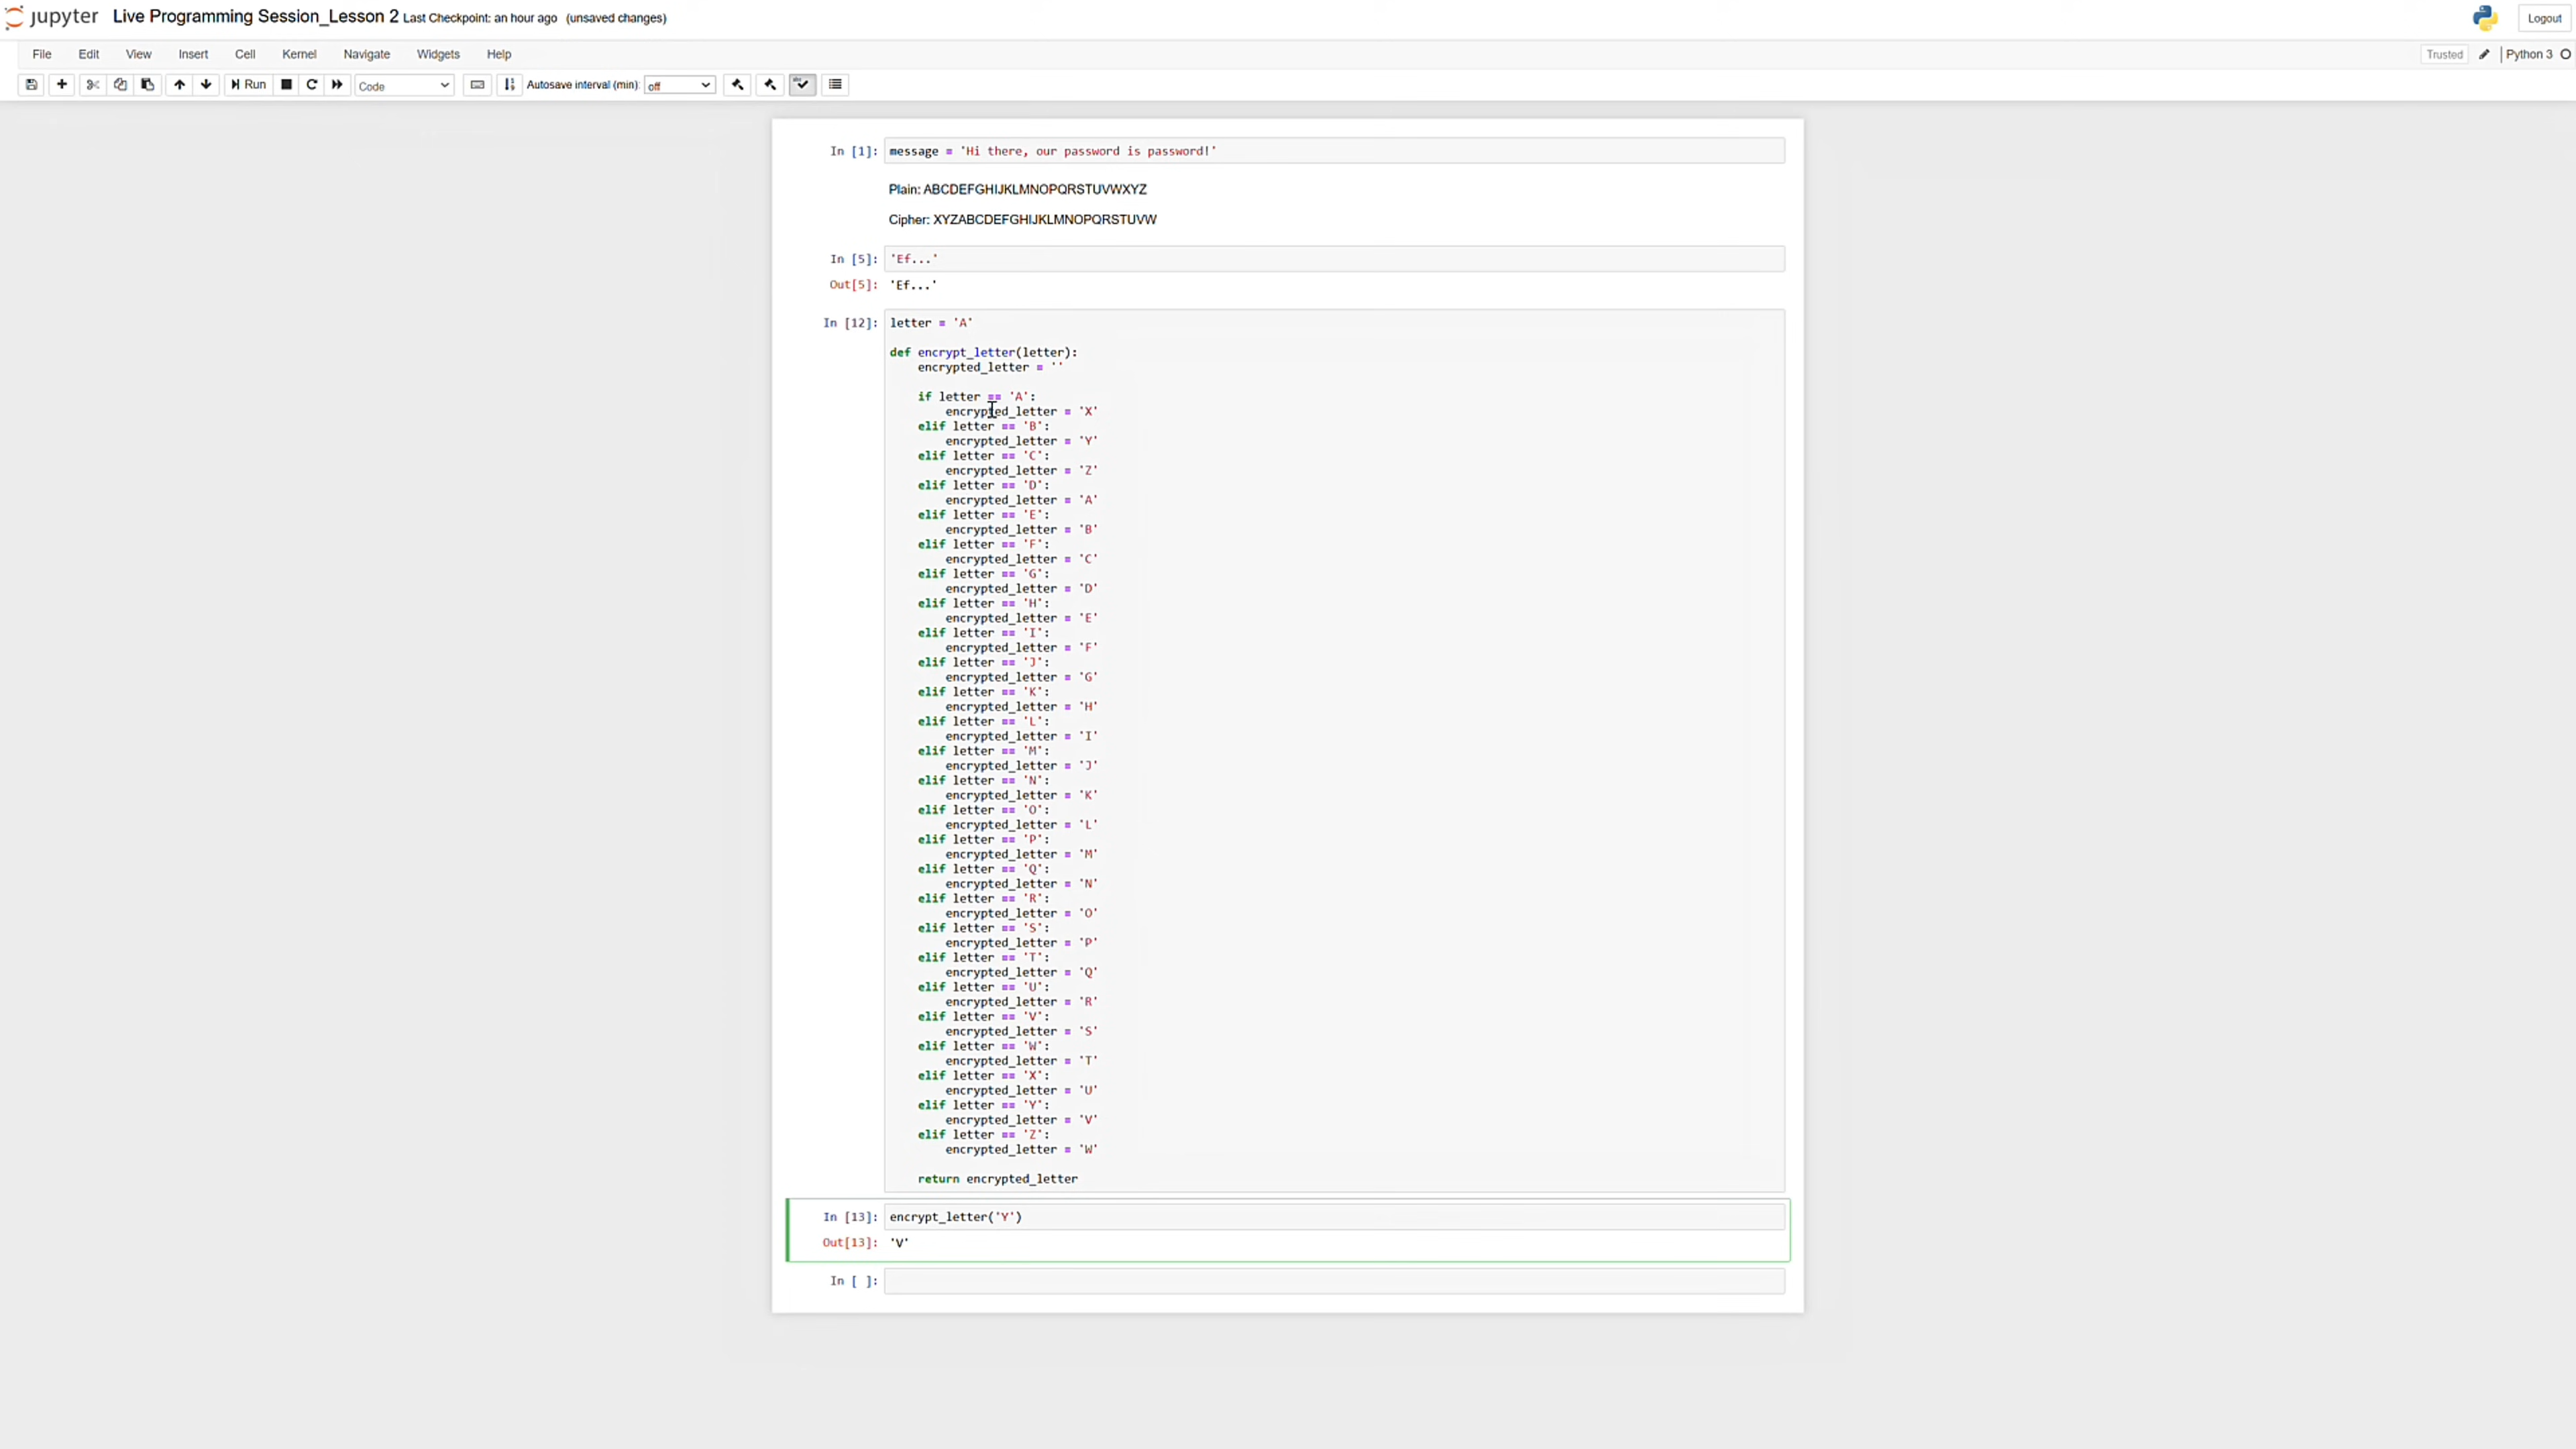 jupyter Live Programming Session_Lesson 2 Last Checkpoint: an hour ago (unsaved changes) Logout
File Edit View Insert Cell Kernel Navigate Widgets Help Trusted Python 3
Run Code Autosave interval (min): off
In [1]: message = 'Hi there, our password is password!'
Plain: ABCDEFGHIJKLMNOPQRSTUVWXYZ
Cipher: XYZABCDEFGHIJKLMNOPQRSTUVW
In [5]: 'Ef...'
Out[5]: 'Ef...'
In [12]: letter = 'A'
def encrypt_letter(letter):
encrypted_letter = ''
if letter == 'A':
encrypted_letter = 'X'
elif letter == 'B':
encrypted_letter = 'Y'
elif letter == 'C':
encrypted_letter = 'Z'
elif letter == 'D':
encrypted_letter = 'A'
elif letter == 'E':
encrypted_letter = 'B'
elif letter == 'F':
encrypted_letter = 'C'
elif letter == 'G':
encrypted_letter = 'D'
elif letter == 'H':
encrypted_letter = 'E'
elif letter == 'I':
encrypted_letter = 'F'
elif letter == 'J':
encrypted_letter = 'G'
elif letter == 'K':
encrypted_letter = 'H'
elif letter == 'L':
encrypted_letter = 'I'
elif letter == 'M':
encrypted_letter = 'J'
elif letter == 'N':
encrypted_letter = 'K'
elif letter == 'O':
encrypted_letter = 'L'
elif letter == 'P':
encrypted_letter = 'M'
elif letter == 'Q':
encrypted_letter = 'N'
elif letter == 'R':
encrypted_letter = 'O'
elif letter == 'S':
encrypted_letter = 'P'
elif letter == 'T':
encrypted_letter = 'Q'
elif letter == 'U':
encrypted_letter = 'R'
elif letter == 'V':
encrypted_letter = 'S'
elif letter == 'W':
encrypted_letter = 'T'
elif letter == 'X':
encrypted_letter = 'U'
elif letter == 'Y':
encrypted_letter = 'V'
elif letter == 'Z':
encrypted_letter = 'W'
return encrypted_letter
In [13]: encrypt_letter('Y')
Out[13]: 'V'
In [ ]: